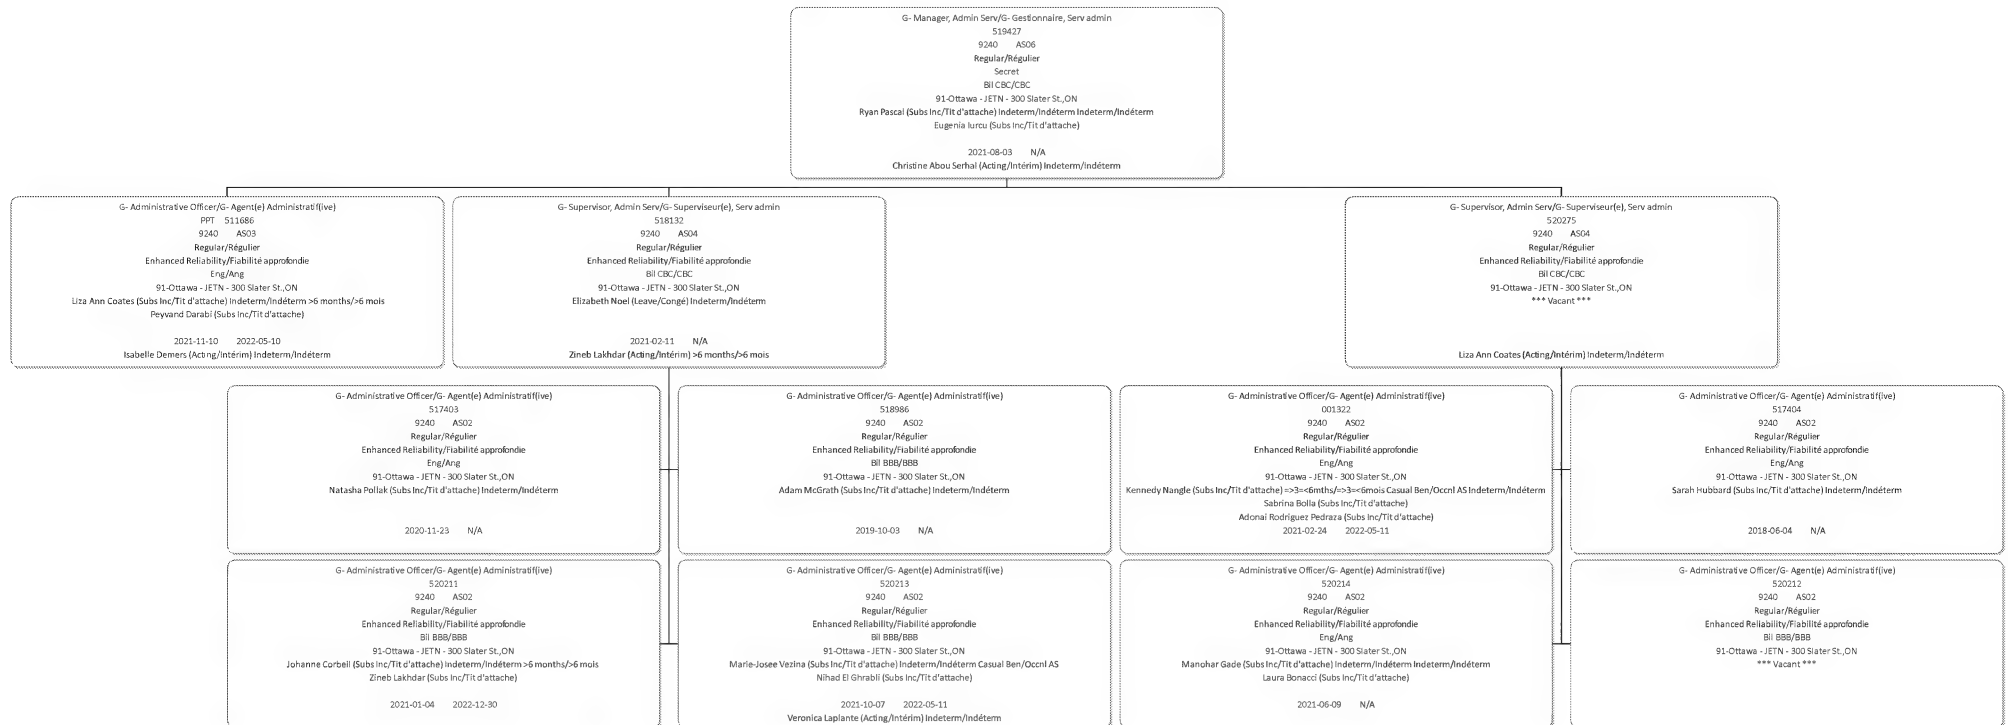 G- Manager, Admin Serv/G- Gestionnaire, Serv admin
519427
9240 AS06
Regular/Régulier
Secret
Bil CBC/CBC
91-Ottawa - JETN - 300 Slater St.,ON
Ryan Pascal (Subs Inc/Tit d'attache) Indeterm/Indéterm Indeterm/Indéterm
Eugenia Iurcu (Subs Inc/Tit d'attache)
2021-08-03 N/A
Christine Abou Serhal (Acting/Intérim) Indeterm/Indéterm
G- Administrative Officer/G- Agent(e) Administratif(ive)
PPT 511686
9240 AS03
Regular/Régulier
Enhanced Reliability/Fiabilité approfondie
Eng/Ang
91-Ottawa - JETN - 300 Slater St.,ON
Liza Ann Coates (Subs Inc/Tit d'attache) Indeterm/Indéterm >6 months/>6 mois
Peyvand Darabi (Subs Inc/Tit d'attache)
2021-11-10 2022-05-10
Isabelle Demers (Acting/Intérim) Indeterm/Indéterm
G- Supervisor, Admin Serv/G- Superviseur(e), Serv admin
518132
9240 AS04
Regular/Régulier
Enhanced Reliability/Fiabilité approfondie
Bil CBC/CBC
91-Ottawa - JETN - 300 Slater St.,ON
Elizabeth Noel (Leave/Congé) Indeterm/Indéterm
2021-02-11 N/A
Zineb Lakhdar (Acting/Intérim) >6 months/>6 mois
G- Supervisor, Admin Serv/G- Superviseur(e), Serv admin
520275
9240 AS04
Regular/Régulier
Enhanced Reliability/Fiabilité approfondie
Bil CBC/CBC
91-Ottawa - JETN - 300 Slater St.,ON
*** Vacant ***
Liza Ann Coates (Acting/Intérim) Indeterm/Indéterm
G- Administrative Officer/G- Agent(e) Administratif(ive)
517403
9240 AS02
Regular/Régulier
Enhanced Reliability/Fiabilité approfondie
Eng/Ang
91-Ottawa - JETN - 300 Slater St.,ON
Natasha Pollak (Subs Inc/Tit d'attache) Indeterm/Indéterm
2020-11-23 N/A
G- Administrative Officer/G- Agent(e) Administratif(ive)
518986
9240 AS02
Regular/Régulier
Enhanced Reliability/Fiabilité approfondie
Bil BBB/BBB
91-Ottawa - JETN - 300 Slater St.,ON
Adam McGrath (Subs Inc/Tit d'attache) Indeterm/Indéterm
2019-10-03 N/A
G- Administrative Officer/G- Agent(e) Administratif(ive)
001322
9240 AS02
Regular/Régulier
Enhanced Reliability/Fiabilité approfondie
Eng/Ang
91-Ottawa - JETN - 300 Slater St.,ON
Kennedy Nangle (Subs Inc/Tit d'attache) =>3=<6mths/=>3=<6mois Casual Ben/Occnl AS Indeterm/Indéterm
Sabrina Bolla (Subs Inc/Tit d'attache)
Adonai Rodriguez Pedraza (Subs Inc/Tit d'attache)
2021-02-24 2022-05-11
G- Administrative Officer/G- Agent(e) Administratif(ive)
517404
9240 AS02
Regular/Régulier
Enhanced Reliability/Fiabilité approfondie
Eng/Ang
91-Ottawa - JETN - 300 Slater St.,ON
Sarah Hubbard (Subs Inc/Tit d'attache) Indeterm/Indéterm
2018-06-04 N/A
G- Administrative Officer/G- Agent(e) Administratif(ive)
520211
9240 AS02
Regular/Régulier
Enhanced Reliability/Fiabilité approfondie
Bil BBB/BBB
91-Ottawa - JETN - 300 Slater St.,ON
Johanne Corbeil (Subs Inc/Tit d'attache) Indeterm/Indéterm >6 months/>6 mois
Zineb Lakhdar (Subs Inc/Tit d'attache)
2021-01-04 2022-12-30
G- Administrative Officer/G- Agent(e) Administratif(ive)
520213
9240 AS02
Regular/Régulier
Enhanced Reliability/Fiabilité approfondie
Bil BBB/BBB
91-Ottawa - JETN - 300 Slater St.,ON
Marie-Josee Vezina (Subs Inc/Tit d'attache) Indeterm/Indéterm Casual Ben/Occnl AS
Nihad El Ghrabli (Subs Inc/Tit d'attache)
2021-10-07 2022-05-11
Veronica Laplante (Acting/Intérim) Indeterm/Indéterm
G- Administrative Officer/G- Agent(e) Administratif(ive)
520214
9240 AS02
Regular/Régulier
Enhanced Reliability/Fiabilité approfondie
Eng/Ang
91-Ottawa - JETN - 300 Slater St.,ON
Manohar Gade (Subs Inc/Tit d'attache) Indeterm/Indéterm Indeterm/Indéterm
Laura Bonacci (Subs Inc/Tit d'attache)
2021-06-09 N/A
G- Administrative Officer/G- Agent(e) Administratif(ive)
520212
9240 AS02
Regular/Régulier
Enhanced Reliability/Fiabilité approfondie
Bil BBB/BBB
91-Ottawa - JETN - 300 Slater St.,ON
*** Vacant ***